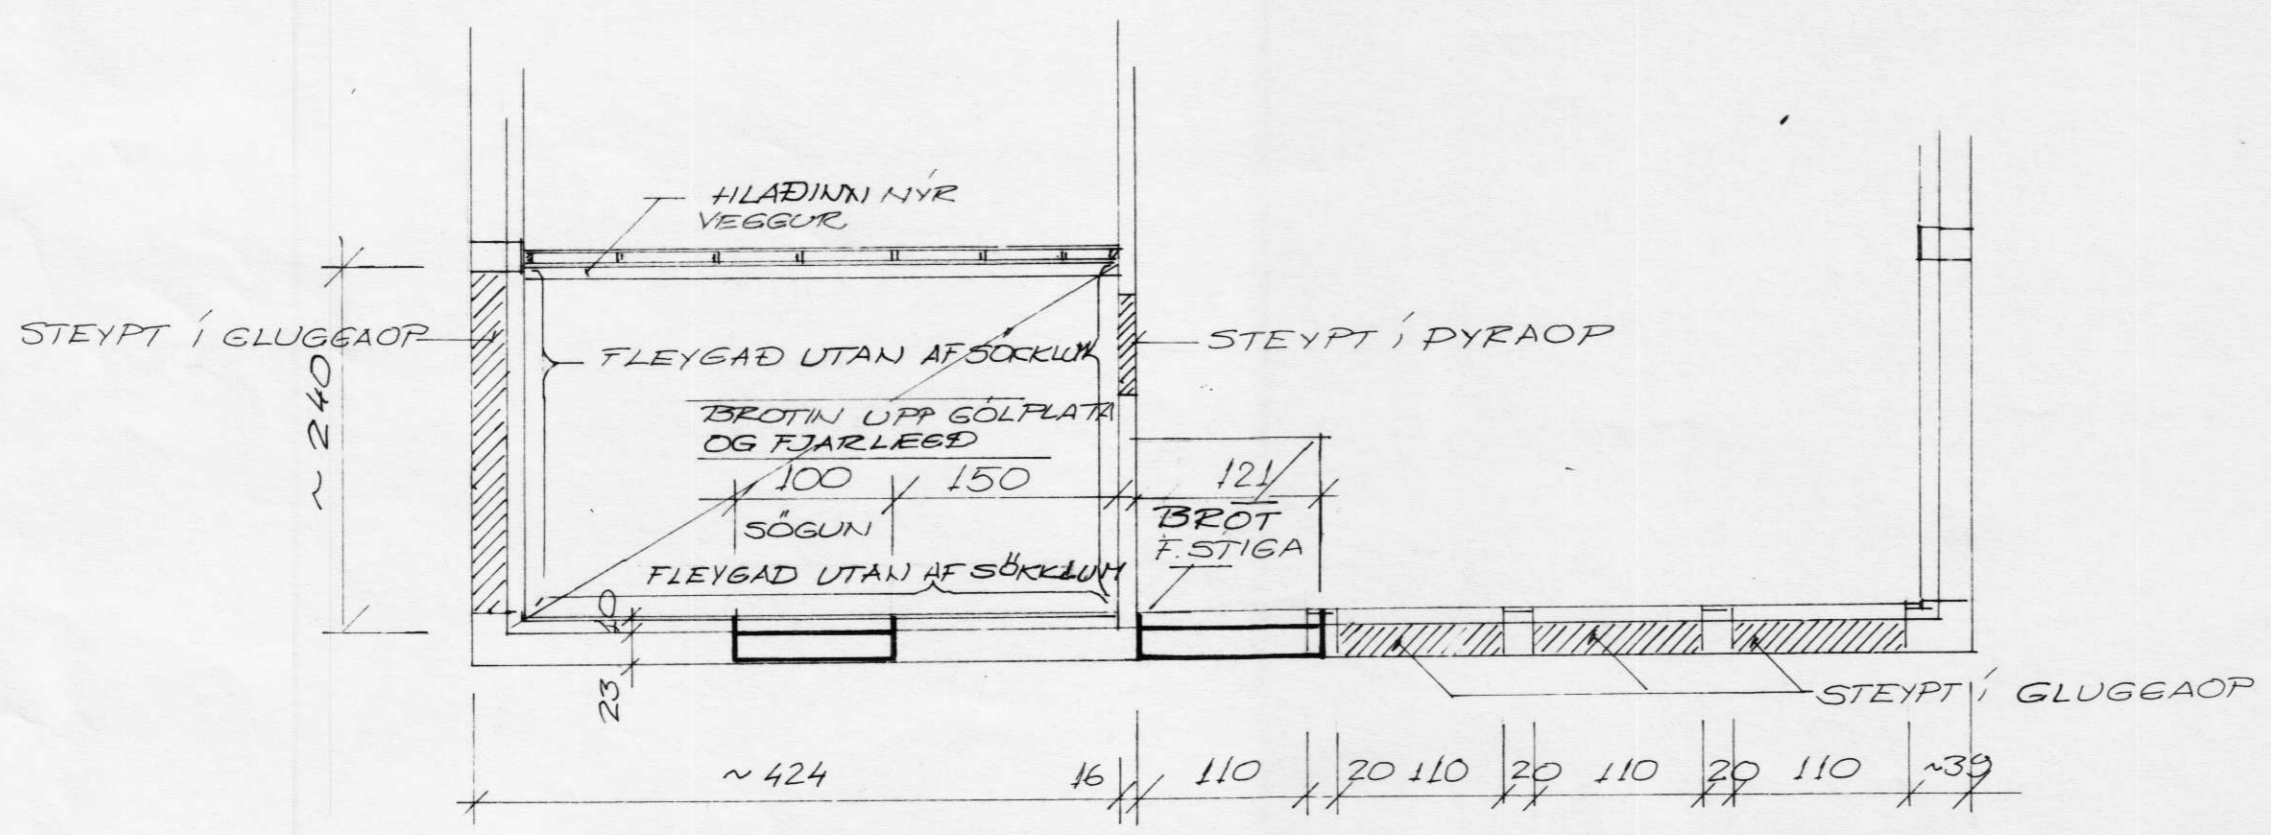 HLAÐINN NÝR
VEGGUR
STEYPT Í GLUGGAOP
STEYPT Í DYRAOP
~ 240
FLEYGAÐ UTAN AF SÖKKLUM
BROTIN UPP GÓLPLATA
OG FJARLÆGÐ
100 150 121
SÖGUN
BROT
F. STIGA
FLEYGAÐ UTAN AF SÖKKLUM
10
23
STEYPT Í GLUGGAOP
~ 424 16 110 20 110 20 110 20 110 ~39